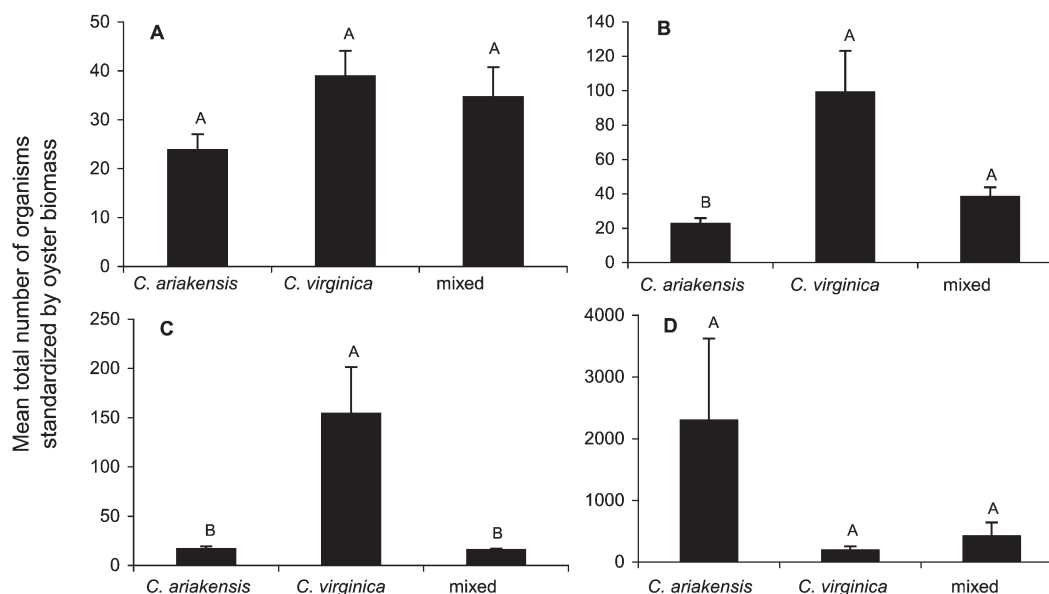 Mean total number of organisms
standardized by oyster biomass
A
50
40
30
20
10
0
A
A
A
C. ariakensis
C. virginica
mixed
B
140
120
100
80
60
40
20
0
B
A
A
C. ariakensis
C. virginica
mixed
C
250
200
150
100
50
0
B
A
B
C. ariakensis
C. virginica
mixed
D
4000
3000
2000
1000
0
A
A
A
C. ariakensis
C. virginica
mixed